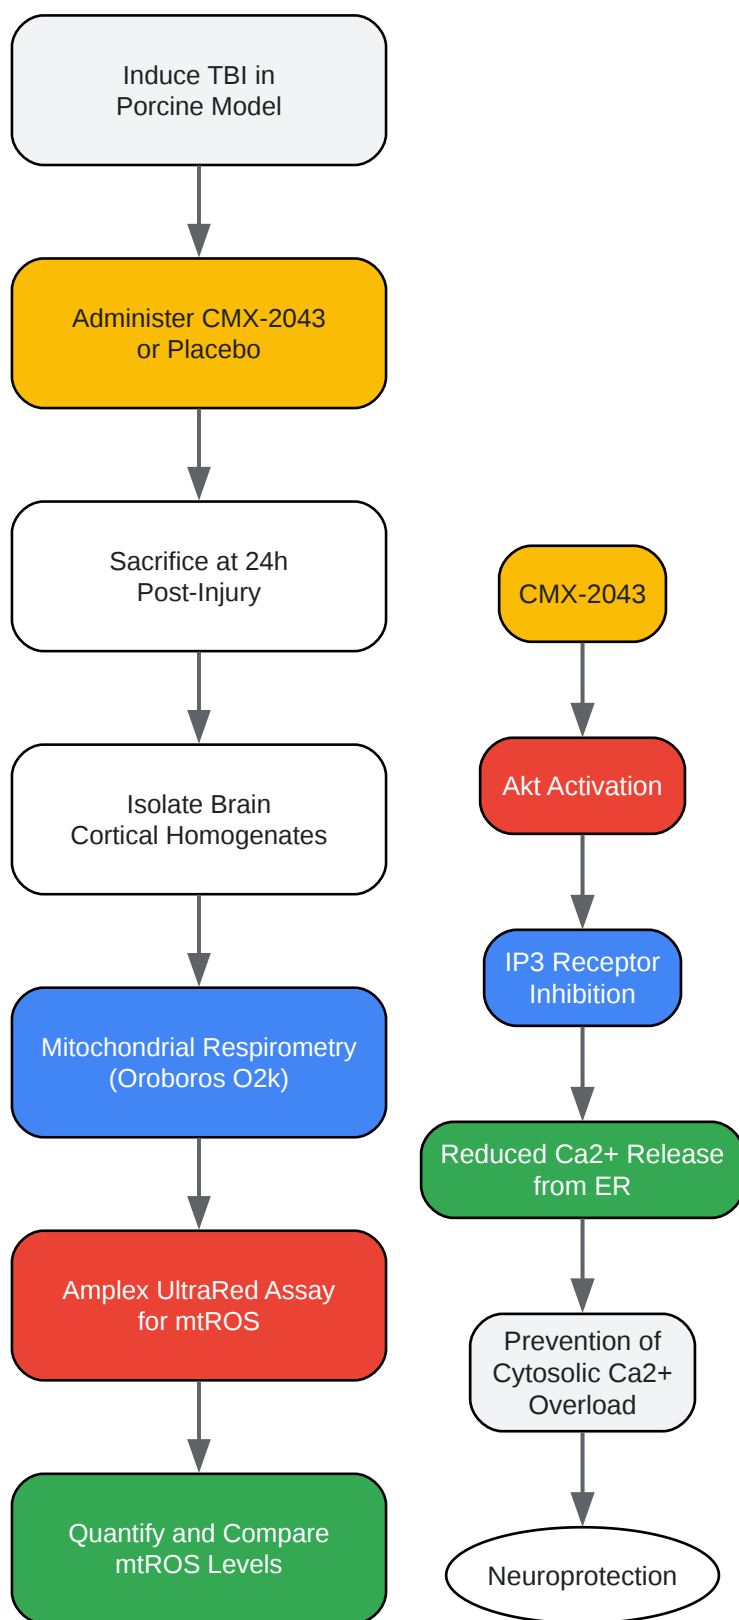 Induce TBI in
Porcine Model
Administer CMX-2043
or Placebo
Sacrifice at 24h
Post-Injury
Isolate Brain
Cortical Homogenates
Mitochondrial Respirometry
(Oroboros O2k)
Amplex UltraRed Assay
for mtROS
Quantify and Compare
mtROS Levels
CMX-2043
Akt Activation
IP3 Receptor
Inhibition
Reduced Ca2+ Release
from ER
Prevention of
Cytosolic Ca2+
Overload
Neuroprotection